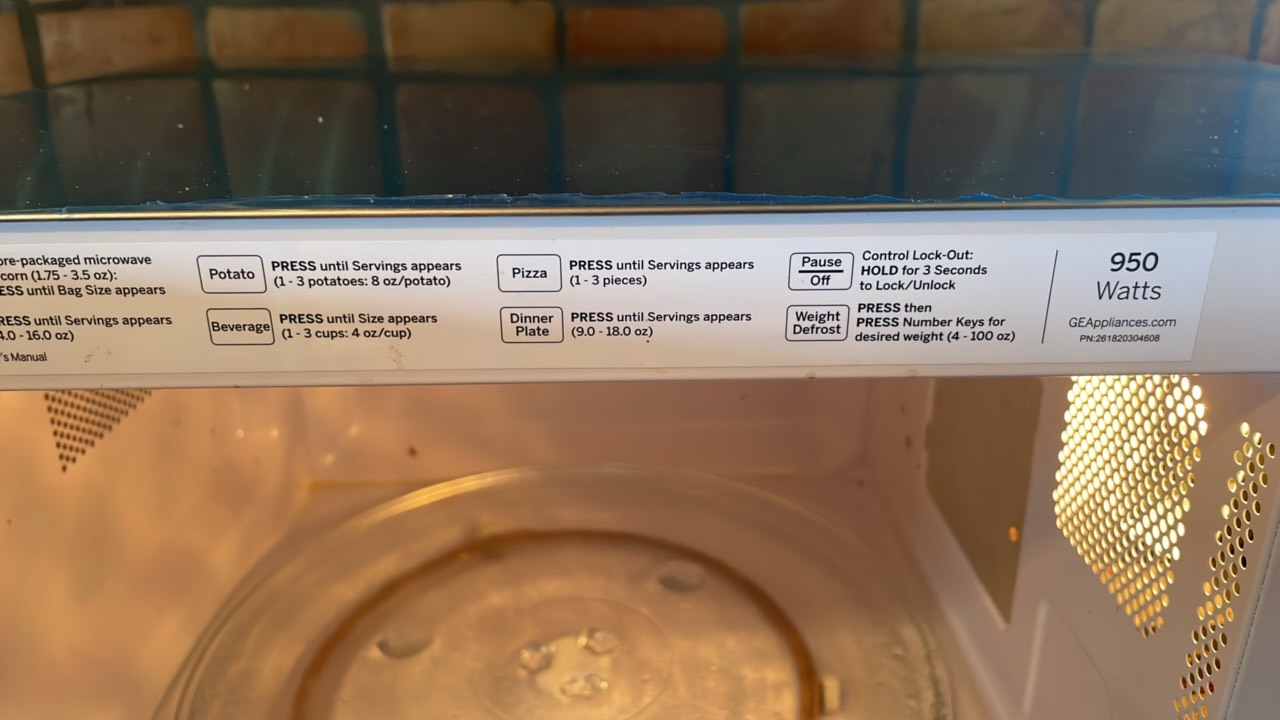 pre-packaged microwave
corn (1.75 - 3.5 oz):
ESS until Bag Size appears
RESS until Servings appears
4.0 - 16.0 oz)
's Manual
Potato
PRESS until Servings appears
(1 - 3 potatoes: 8 oz/potato)
Beverage
PRESS until Size appears
(1 - 3 cups: 4 oz/cup)
Pizza
PRESS until Servings appears
(1 - 3 pieces)
Dinner
Plate
PRESS until Servings appears
(9.0 - 18.0 oz)
Pause
Off
Control Lock-Out:
HOLD for 3 Seconds
to Lock/Unlock
Weight
Defrost
PRESS then
PRESS Number Keys for
desired weight (4 - 100 oz)
950
Watts
GEAppliances.com
PN:261820304608